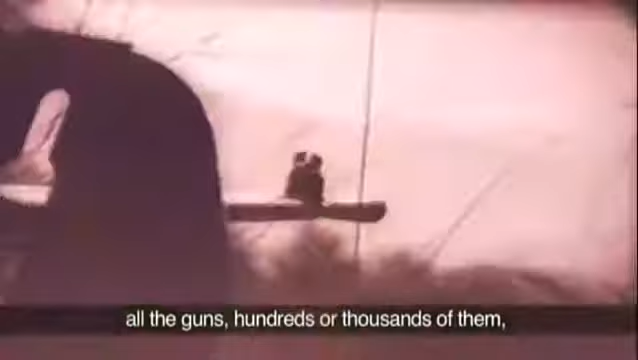 all the guns, hundreds or thousands of them,